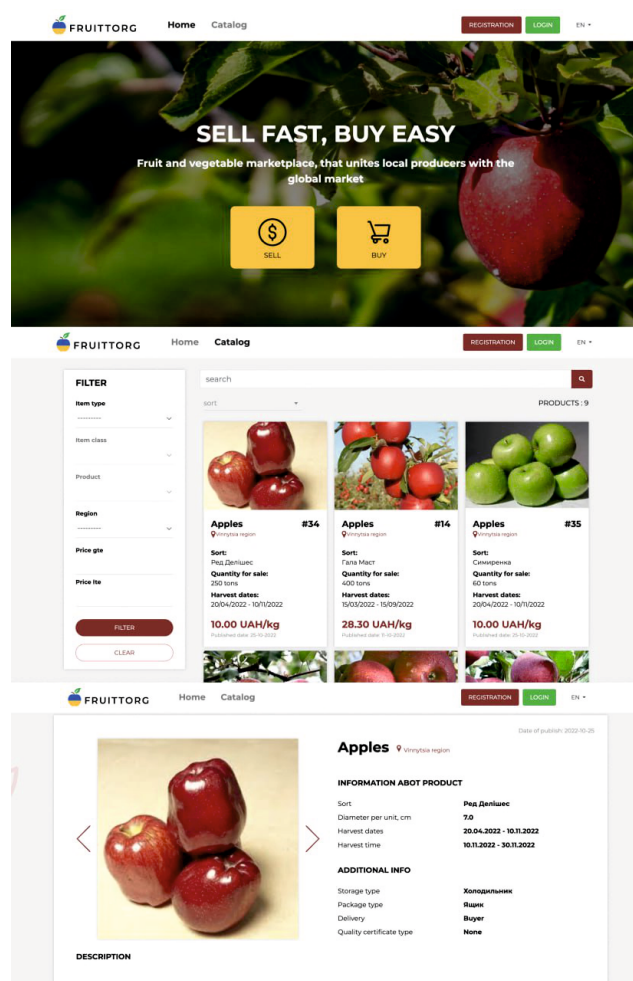 FRUITTORG Home Catalog REGISTRATION LOGIN EN
SELL FAST, BUY EASY
Fruit and vegetable marketplace, that unites local producers with the
global market
SELL BUY
FRUITTORG Home Catalog REGISTRATION LOGIN EN
FILTER
Item type
----------
Item class
Product
Region
----------
Price gte
Price lte
FILTER
CLEAR
search
sort PRODUCTS : 9
Apples #34
Vinnytsia region
Sort:
Ред Делішес
Quantity for sale:
250 tons
Harvest dates:
20/04/2022 - 10/11/2022
10.00 UAH/kg
Published date: 25-10-2022
Apples #14
Vinnytsia region
Sort:
Гала Маст
Quantity for sale:
400 tons
Harvest dates:
15/03/2022 - 15/09/2022
28.30 UAH/kg
Published date: 11-10-2022
Apples #35
Vinnytsia region
Sort:
Симиренка
Quantity for sale:
60 tons
Harvest dates:
20/04/2022 - 10/11/2022
10.00 UAH/kg
Published date: 25-10-2022
FRUITTORG Home Catalog REGISTRATION LOGIN EN
Date of publish: 2022-10-25
Apples Vinnytsia region
INFORMATION ABOT PRODUCT
Sort Ред Делішес
Diameter per unit, cm 7.0
Harvest dates 20.04.2022 - 10.11.2022
Harvest time 10.11.2022 - 30.11.2022
ADDITIONAL INFO
Storage type Холодильник
Package type Ящик
Delivery Buyer
Quality certificate type None
DESCRIPTION